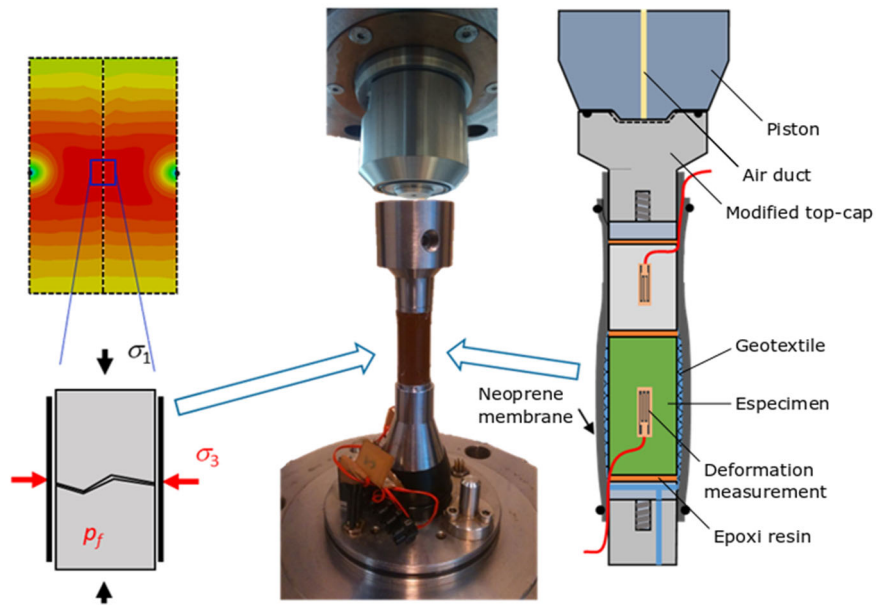 σ1
σ3
pf
Piston
Air duct
Modified top-cap
Geotextile
Neoprene
membrane
Especimen
Deformation
measurement
Epoxi resin